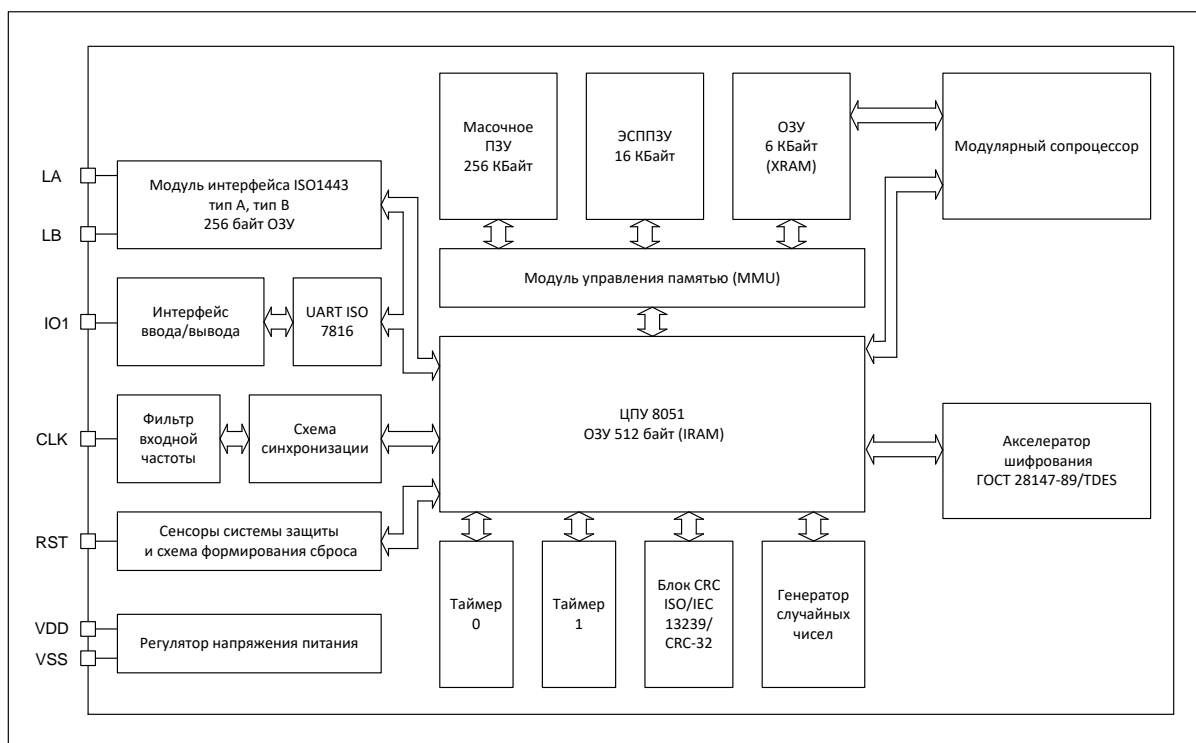 Масочное
ПЗУ
256 КБайт
ЭСППЗУ
16 КБайт
ОЗУ
6 КБайт
(XRAM)
Модулярный сопроцессор
LA
LB
Модуль интерфейса ISO1443
тип A, тип B
256 байт ОЗУ
Модуль управления памятью (MMU)
IO1
Интерфейс
ввода/вывода
UART ISO
7816
ЦПУ 8051
ОЗУ 512 байт (IRAM)
CLK
Фильтр
входной
частоты
Схема
синхронизации
Акселератор
шифрования
ГОСТ 28147-89/TDES
RST
Сенсоры системы защиты
и схема формирования сброса
Таймер
0
Таймер
1
Блок CRC
ISO/IEC
13239/
CRC-32
Генератор
случайных
чисел
VDD
VSS
Регулятор напряжения питания